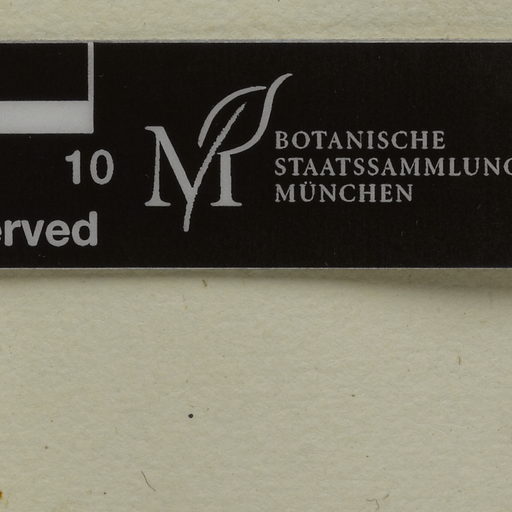 10
erved
BOTANISCHE
STAATSSAMMLUNG
MÜNCHEN